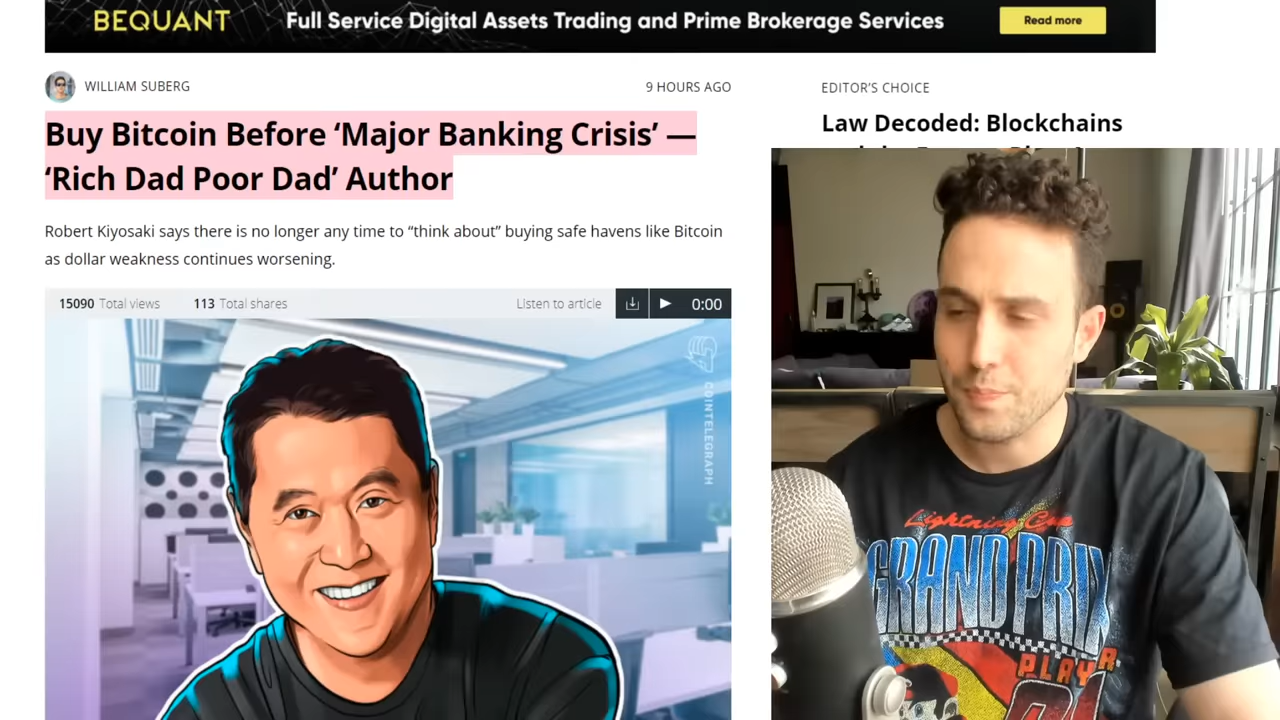 BEQUANT
Full Service Digital Assets Trading and Prime Brokerage Services
Read more
WILLIAM SUBERG
9 HOURS AGO
Buy Bitcoin Before ‘Major Banking Crisis’ —
‘Rich Dad Poor Dad’ Author
Robert Kiyosaki says there is no longer any time to “think about” buying safe havens like Bitcoin
as dollar weakness continues worsening.
15090 Total views
113 Total shares
Listen to article
0:00
COINTELEGRAPH
EDITOR’S CHOICE
Law Decoded: Blockchains
Lightning Cup
GRAND PRIX
PLAYR